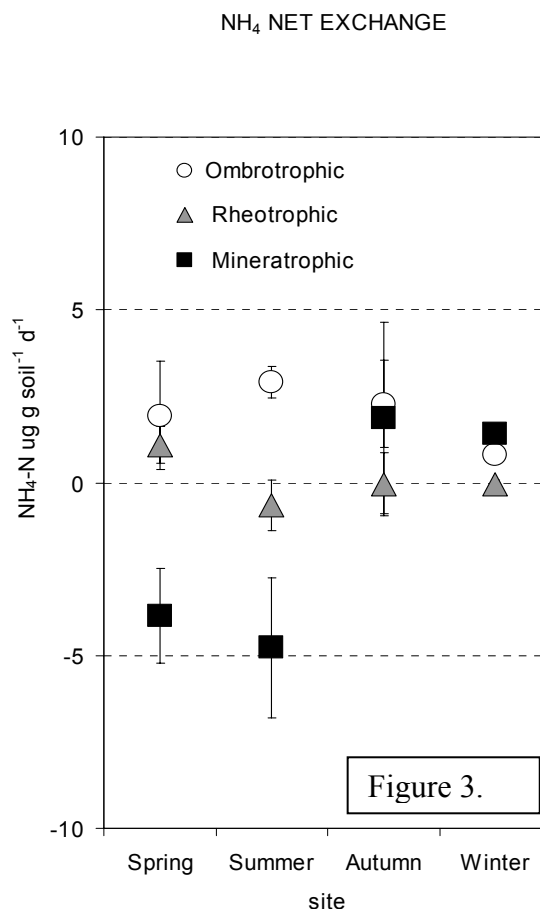 NH₄ NET EXCHANGE
10
Ombrotrophic
Rheotrophic
Mineratrophic
5
0
-5
-10
NH₄-N ug g soil⁻¹ d⁻¹
Figure 3.
Spring Summer Autumn Winter
site